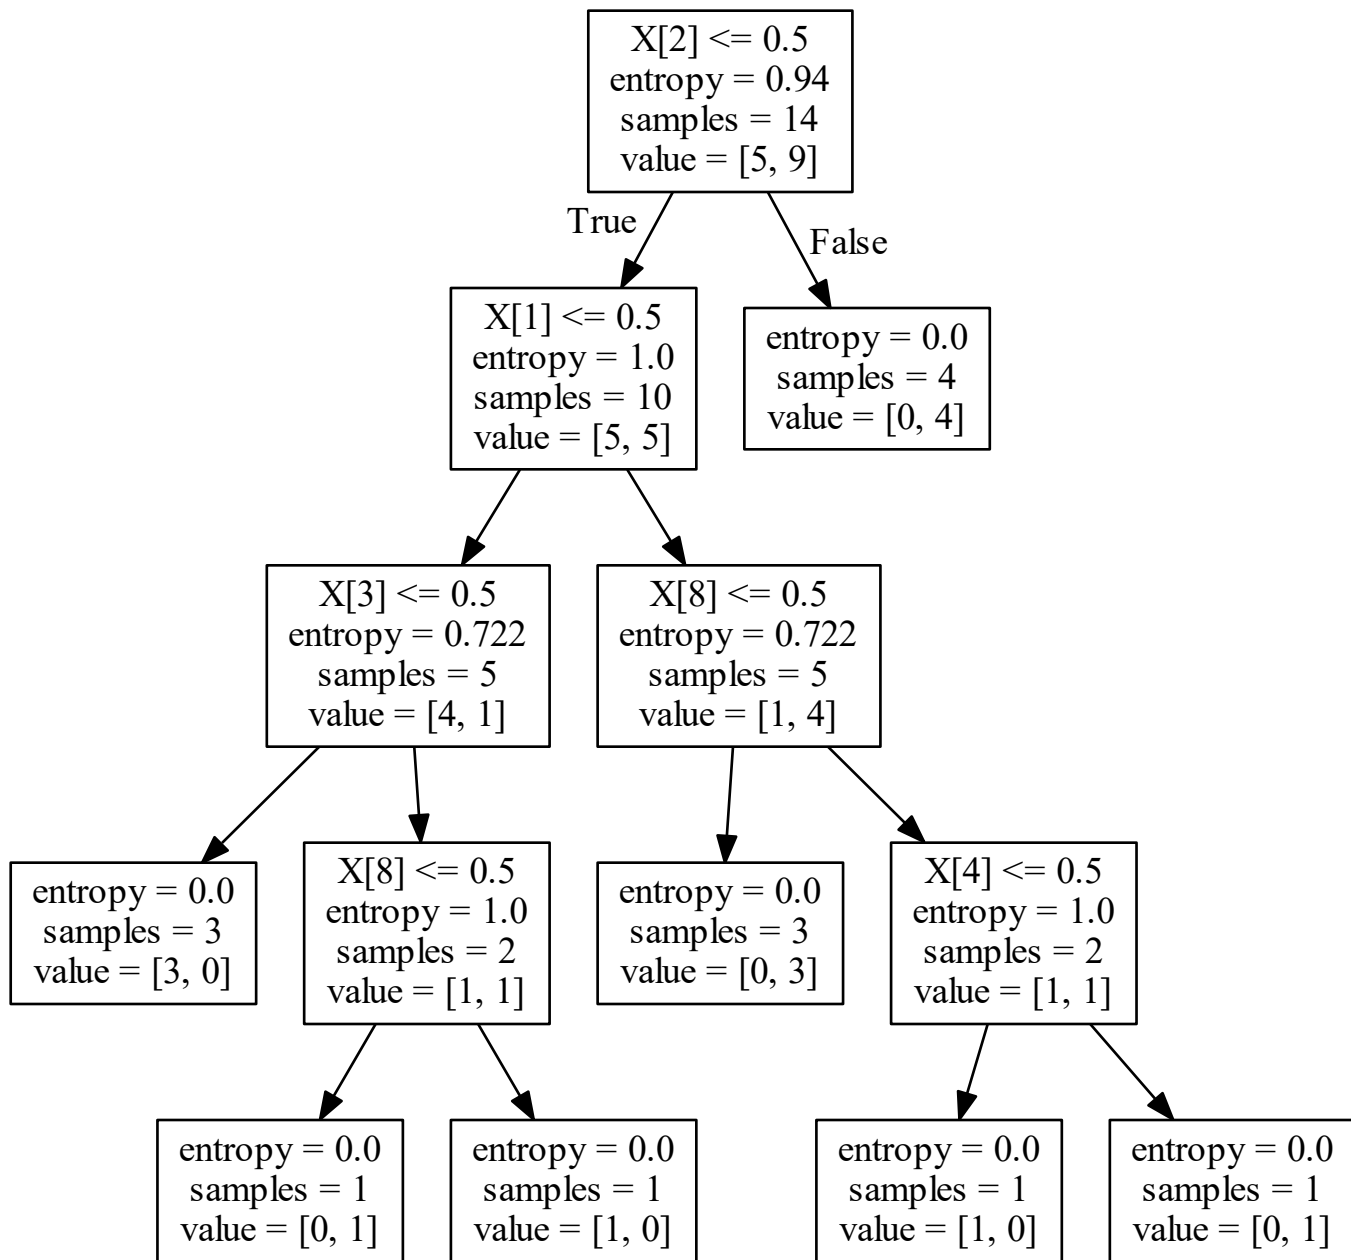 X[2] <= 0.5
entropy = 0.94
samples = 14
value = [5, 9]
True
False
X[1] <= 0.5
entropy = 1.0
samples = 10
value = [5, 5]
entropy = 0.0
samples = 4
value = [0, 4]
X[3] <= 0.5
entropy = 0.722
samples = 5
value = [4, 1]
X[8] <= 0.5
entropy = 0.722
samples = 5
value = [1, 4]
entropy = 0.0
samples = 3
value = [3, 0]
X[8] <= 0.5
entropy = 1.0
samples = 2
value = [1, 1]
entropy = 0.0
samples = 3
value = [0, 3]
X[4] <= 0.5
entropy = 1.0
samples = 2
value = [1, 1]
entropy = 0.0
samples = 1
value = [0, 1]
entropy = 0.0
samples = 1
value = [1, 0]
entropy = 0.0
samples = 1
value = [1, 0]
entropy = 0.0
samples = 1
value = [0, 1]